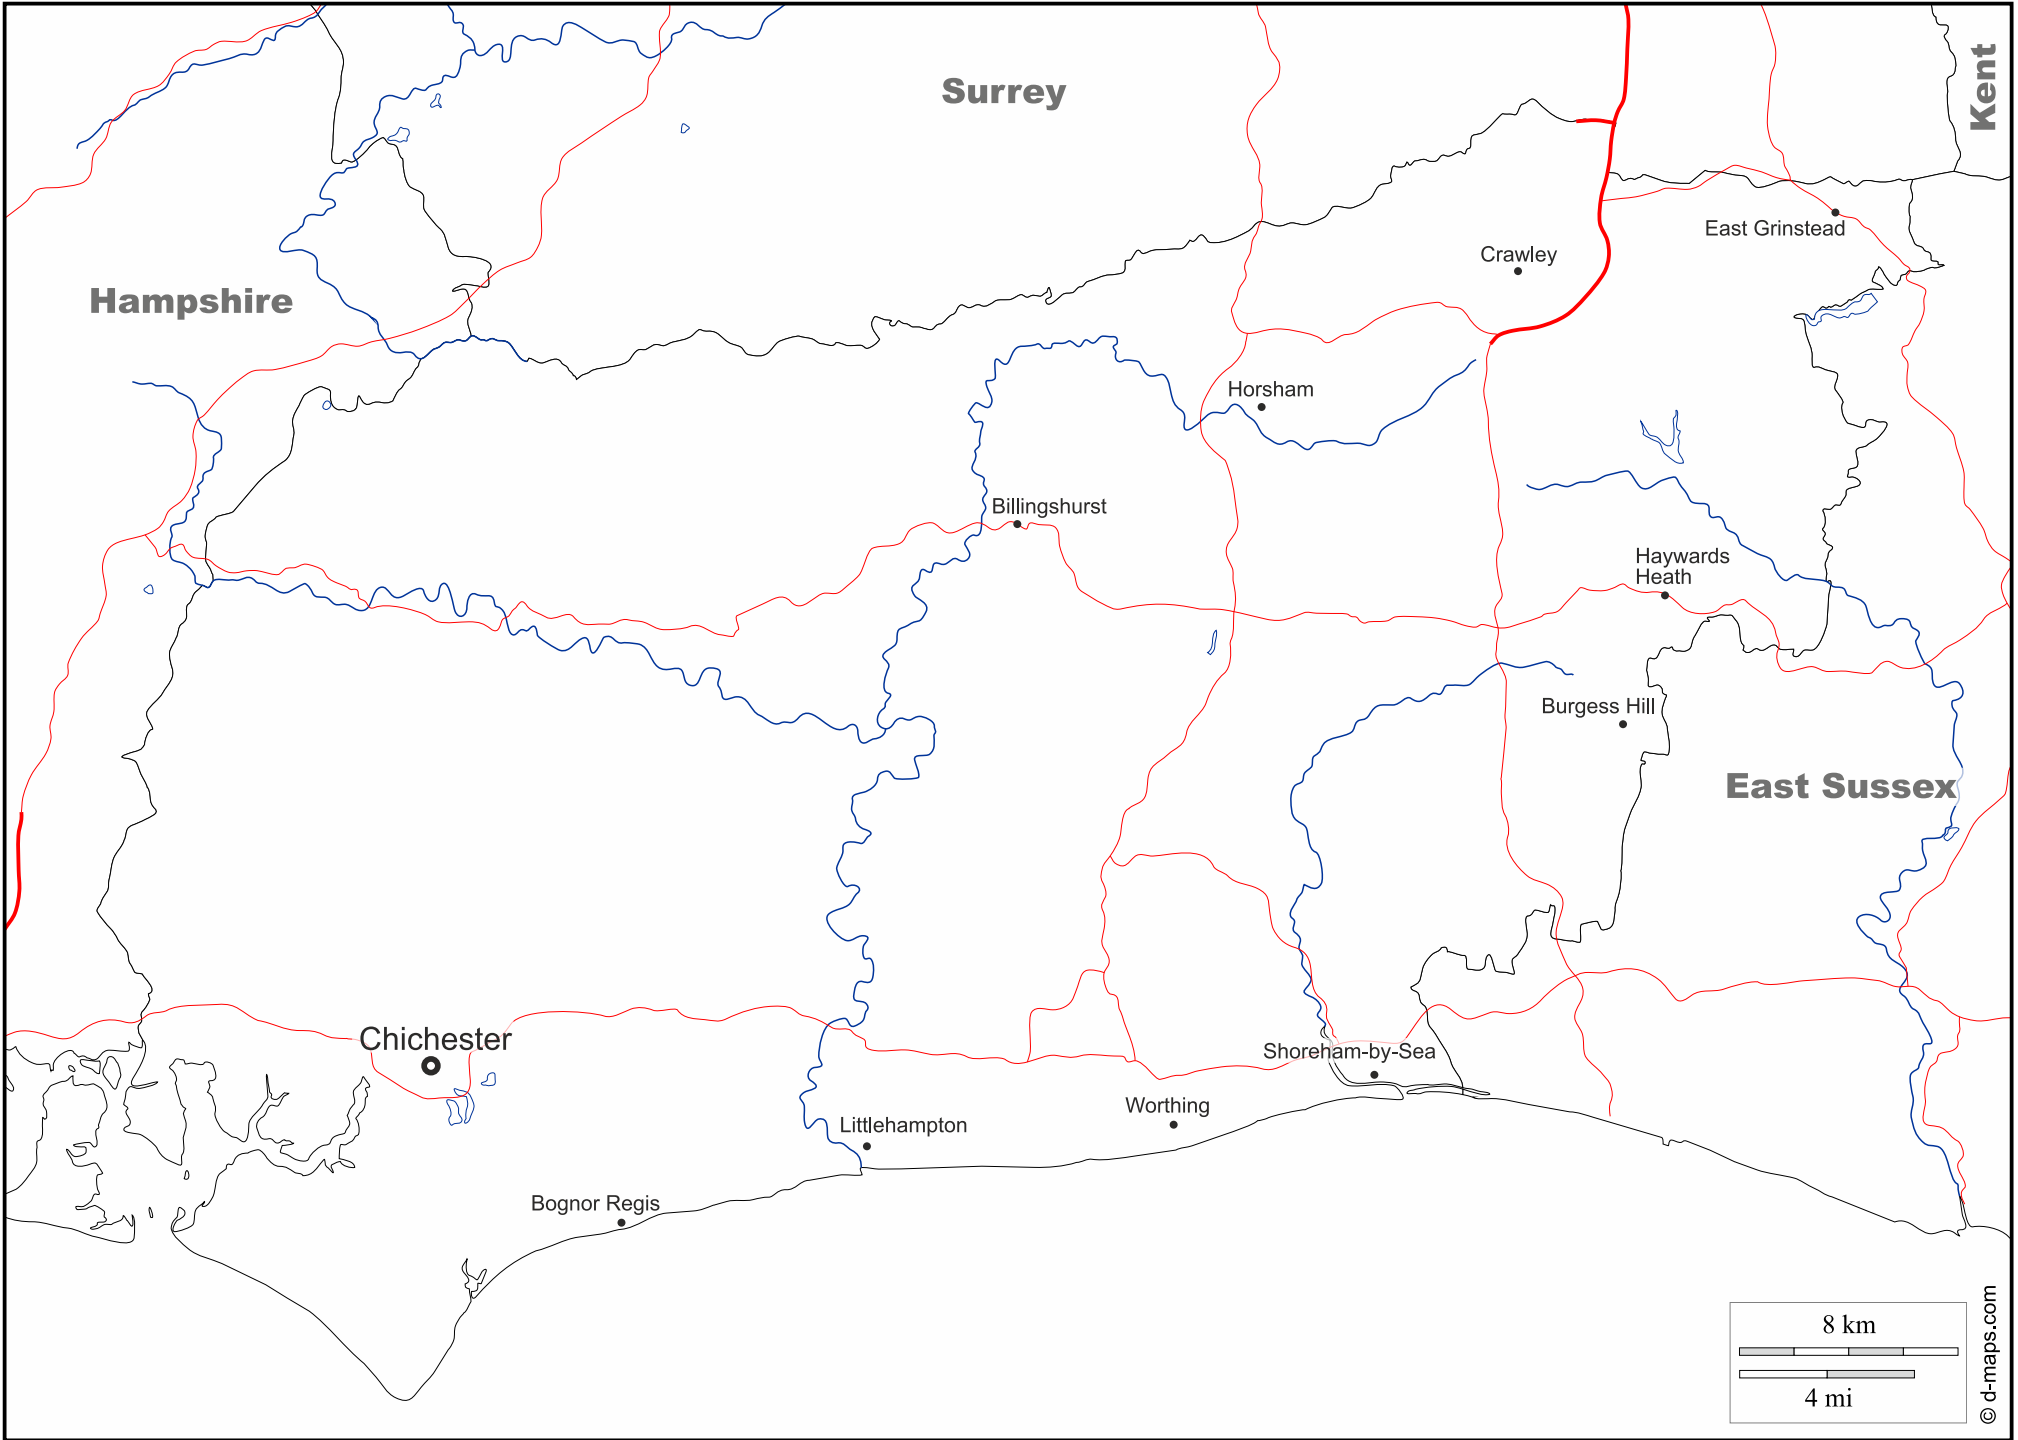 Kent
Surrey
East Grinstead
Crawley
Hampshire
Horsham
Billingshurst
Haywards
Heath
Burgess Hill
East Sussex
Chichester
Shoreham-by-Sea
Worthing
Littlehampton
Bognor Regis
8 km
4 mi
© d-maps.com